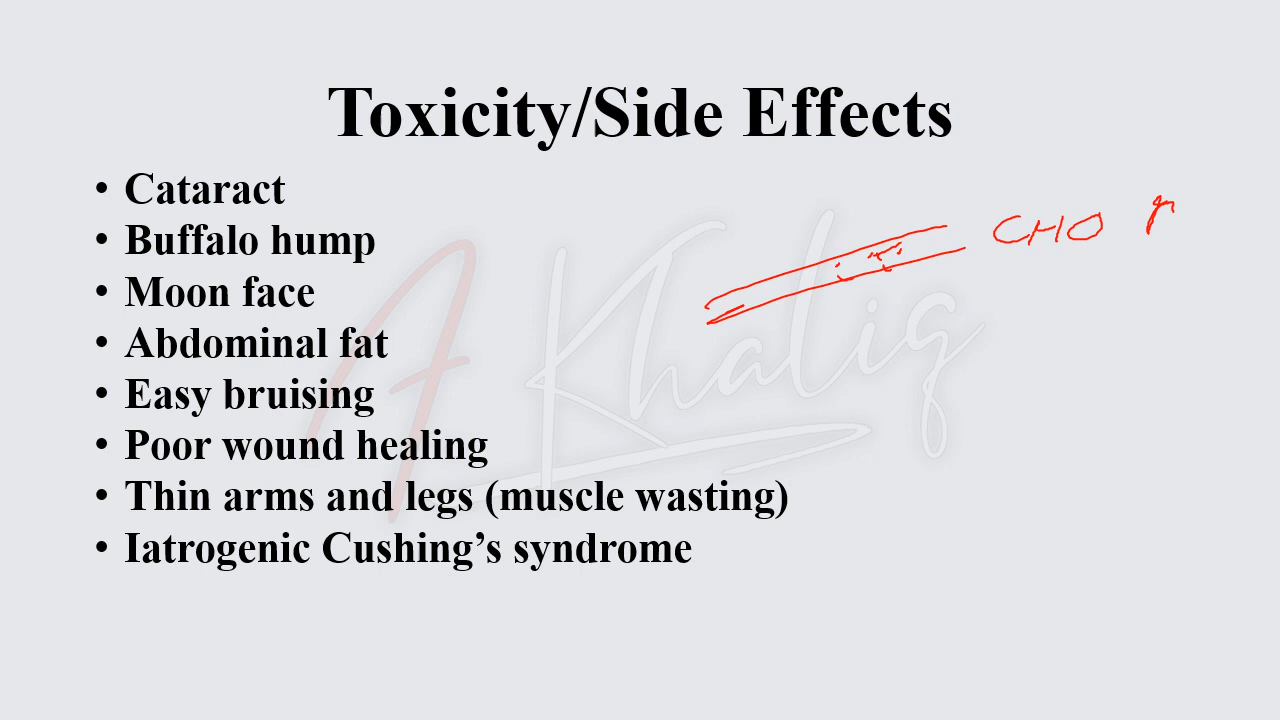 Toxicity/Side Effects
• Cataract
• Buffalo hump
• Moon face
• Abdominal fat
• Easy bruising
• Poor wound healing
• Thin arms and legs (muscle wasting)
• Iatrogenic Cushing’s syndrome
CHO ↑
A Khaliq